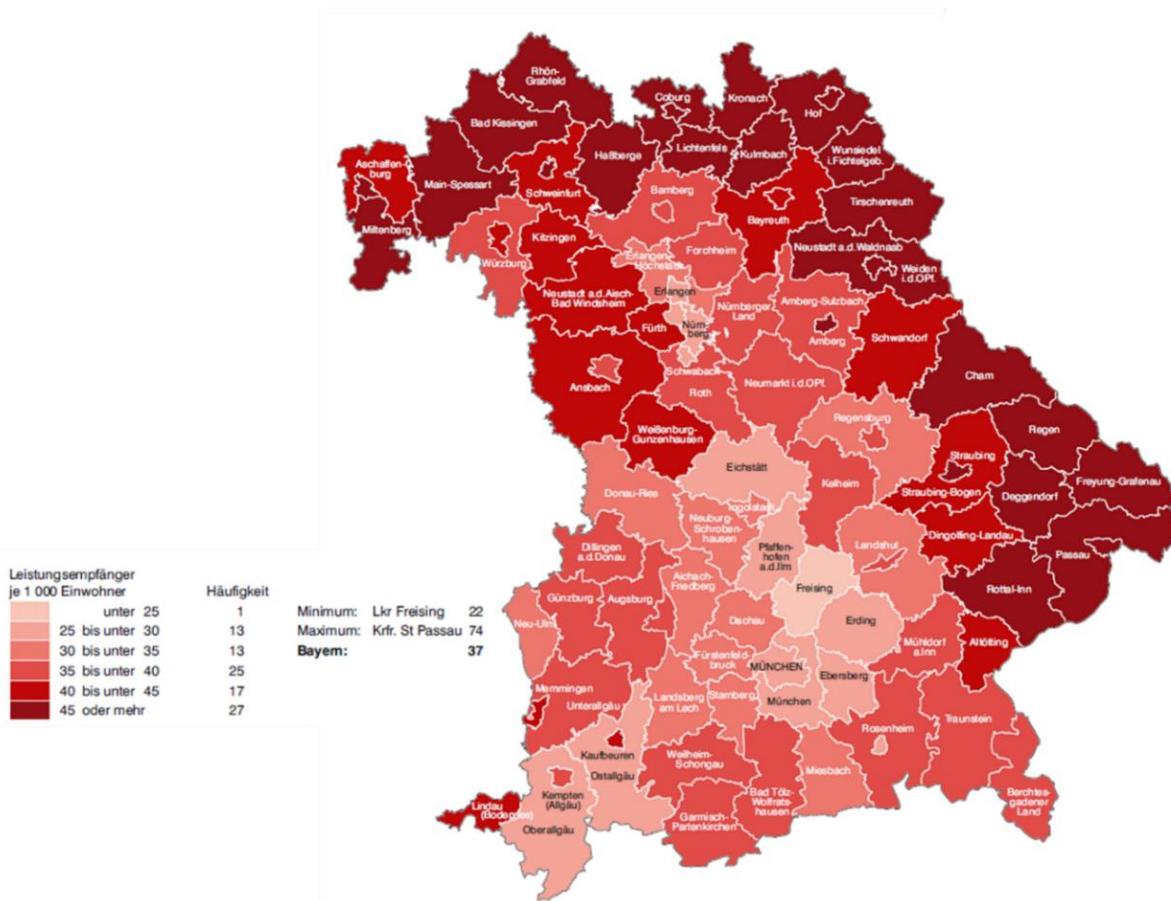 Rhön-
Grabfeld
Coburg
Kronach
Hof
Bad Kissingen
Lichtenfels
Kulmbach
Wunsiedel
i.Fichtelgeb.
Haßberge
Aschaffen-
burg
Main-Spessart
Schweinfurt
Bamberg
Bayreuth
Tirschenreuth
Miltenberg
Kitzingen
Würzburg
Forchheim
Erlangen-
Höchstadt
Neustadt a.d.Waldnaab
Weiden
i.d.OPf.
Neustadt a.d.Aisch-
Bad Windsheim
Erlangen
Nürnberger
Land
Amberg-Sulzbach
Fürth
Nürn-
berg
Amberg
Schwandorf
Ansbach
Schwabach
Roth
Neumarkt i.d.OPf.
Cham
Weißenburg-
Gunzenhausen
Regensburg
Regen
Straubing
Eichstätt
Kelheim
Straubing-Bogen
Deggendorf
Freyung-Grafenau
Donau-Ries
Ingolstadt
Neuburg-
Schroben-
hausen
Dingolfing-Landau
Landshut
Pfaffen-
hofen
a.d.Ilm
Passau
Dillingen
a.d.Donau
Aichach-
Friedberg
Freising
Rottal-Inn
Günzburg
Augsburg
Neu-Ulm
Dachau
Erding
Mühldorf
a.Inn
Altötting
Fürstenfeld-
bruck
MÜNCHEN
Ebersberg
Memmingen
Unterallgäu
Landsberg
am Lech
Starnberg
München
Rosenheim
Traunstein
Kaufbeuren
Weilheim-
Schongau
Ostallgäu
Miesbach
Bad Tölz-
Wolfrats-
hausen
Berchtes-
gadener
Land
Kempten
(Allgäu)
Lindau
(Bodensee)
Oberallgäu
Garmisch-
Partenkirchen
Leistungsempfänger
je 1 000 Einwohner Häufigkeit
unter 25 1
25 bis unter 30 13
30 bis unter 35 13
35 bis unter 40 25
40 bis unter 45 17
45 oder mehr 27
Minimum: Lkr Freising 22
Maximum: Krfr. St Passau 74
Bayern: 37